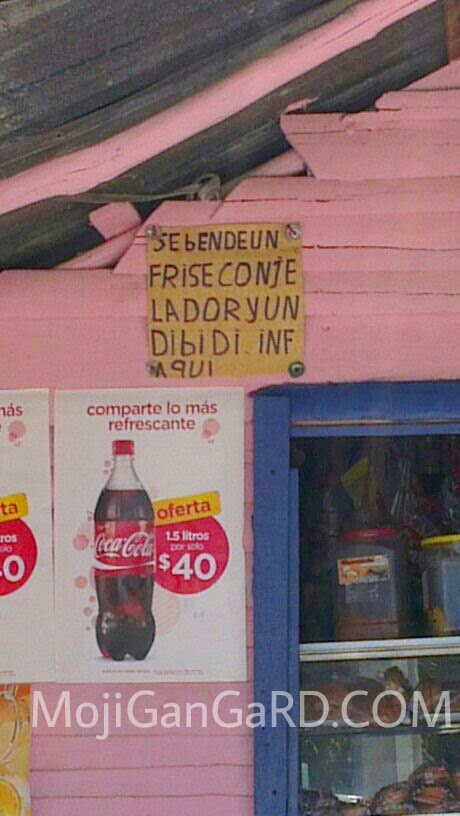 SEbENDEUN
FRISECONJE
LADORYUN
DIbIDI INF
AQUI
más
comparte lo más
refrescante
oferta
1.5 litros
por solo
$40
Coca-Cola
MojiGanGaRD.COM